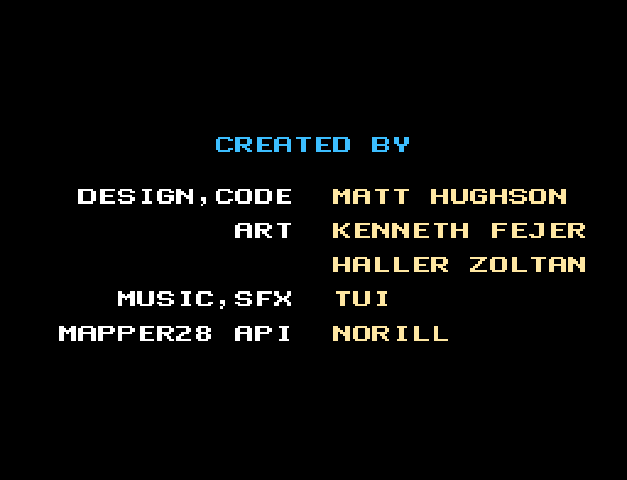 CREATED BY
DESIGN,CODE MATT HUGHSON
ART KENNETH FEJER
HALLER ZOLTAN
MUSIC,SFX TUI
MAPPER28 API NORILL